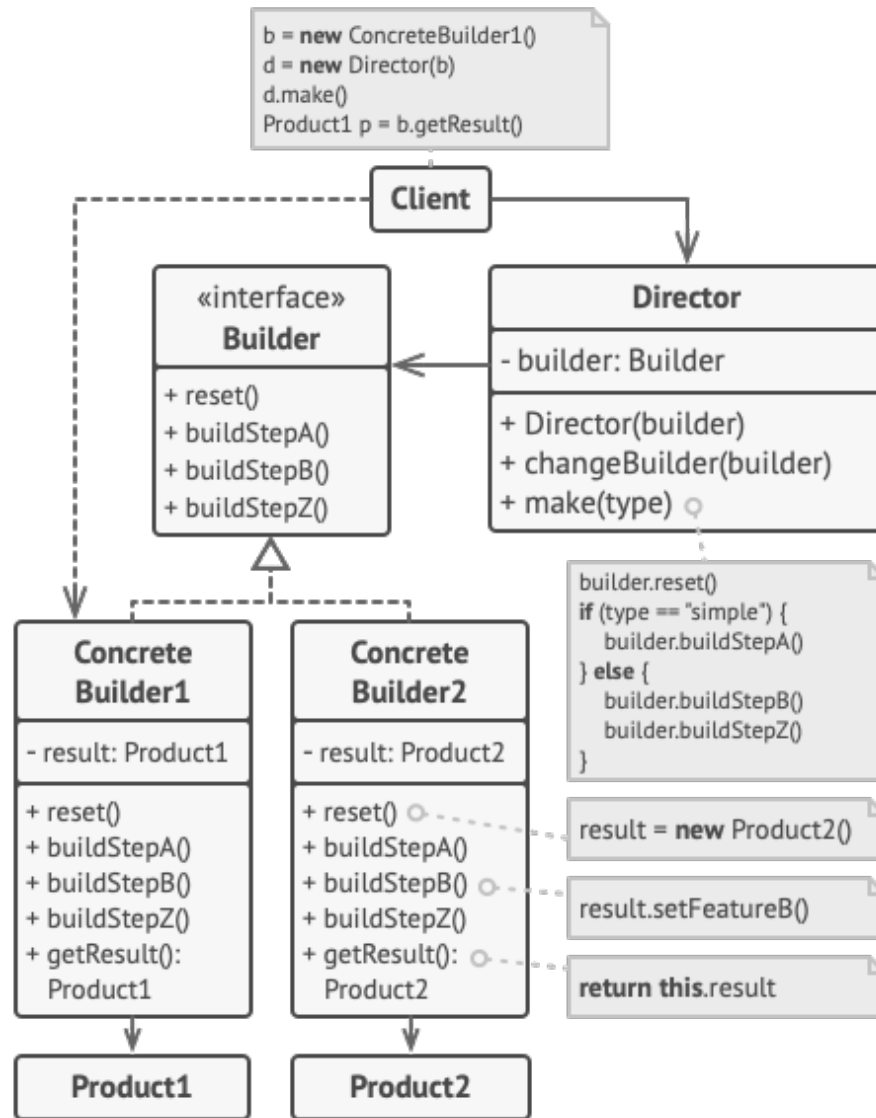 b = new ConcreteBuilder1()
d = new Director(b)
d.make()
Product1 p = b.getResult()
Client
«interface»
Builder
+ reset()
+ buildStepA()
+ buildStepB()
+ buildStepZ()
Director
- builder: Builder
+ Director(builder)
+ changeBuilder(builder)
+ make(type)
builder.reset()
if (type == "simple") {
builder.buildStepA()
} else {
builder.buildStepB()
builder.buildStepZ()
}
Concrete
Builder1
- result: Product1
+ reset()
+ buildStepA()
+ buildStepB()
+ buildStepZ()
+ getResult():
Product1
Concrete
Builder2
- result: Product2
+ reset()
+ buildStepA()
+ buildStepB()
+ buildStepZ()
+ getResult():
Product2
result = new Product2()
result.setFeatureB()
return this.result
Product1
Product2